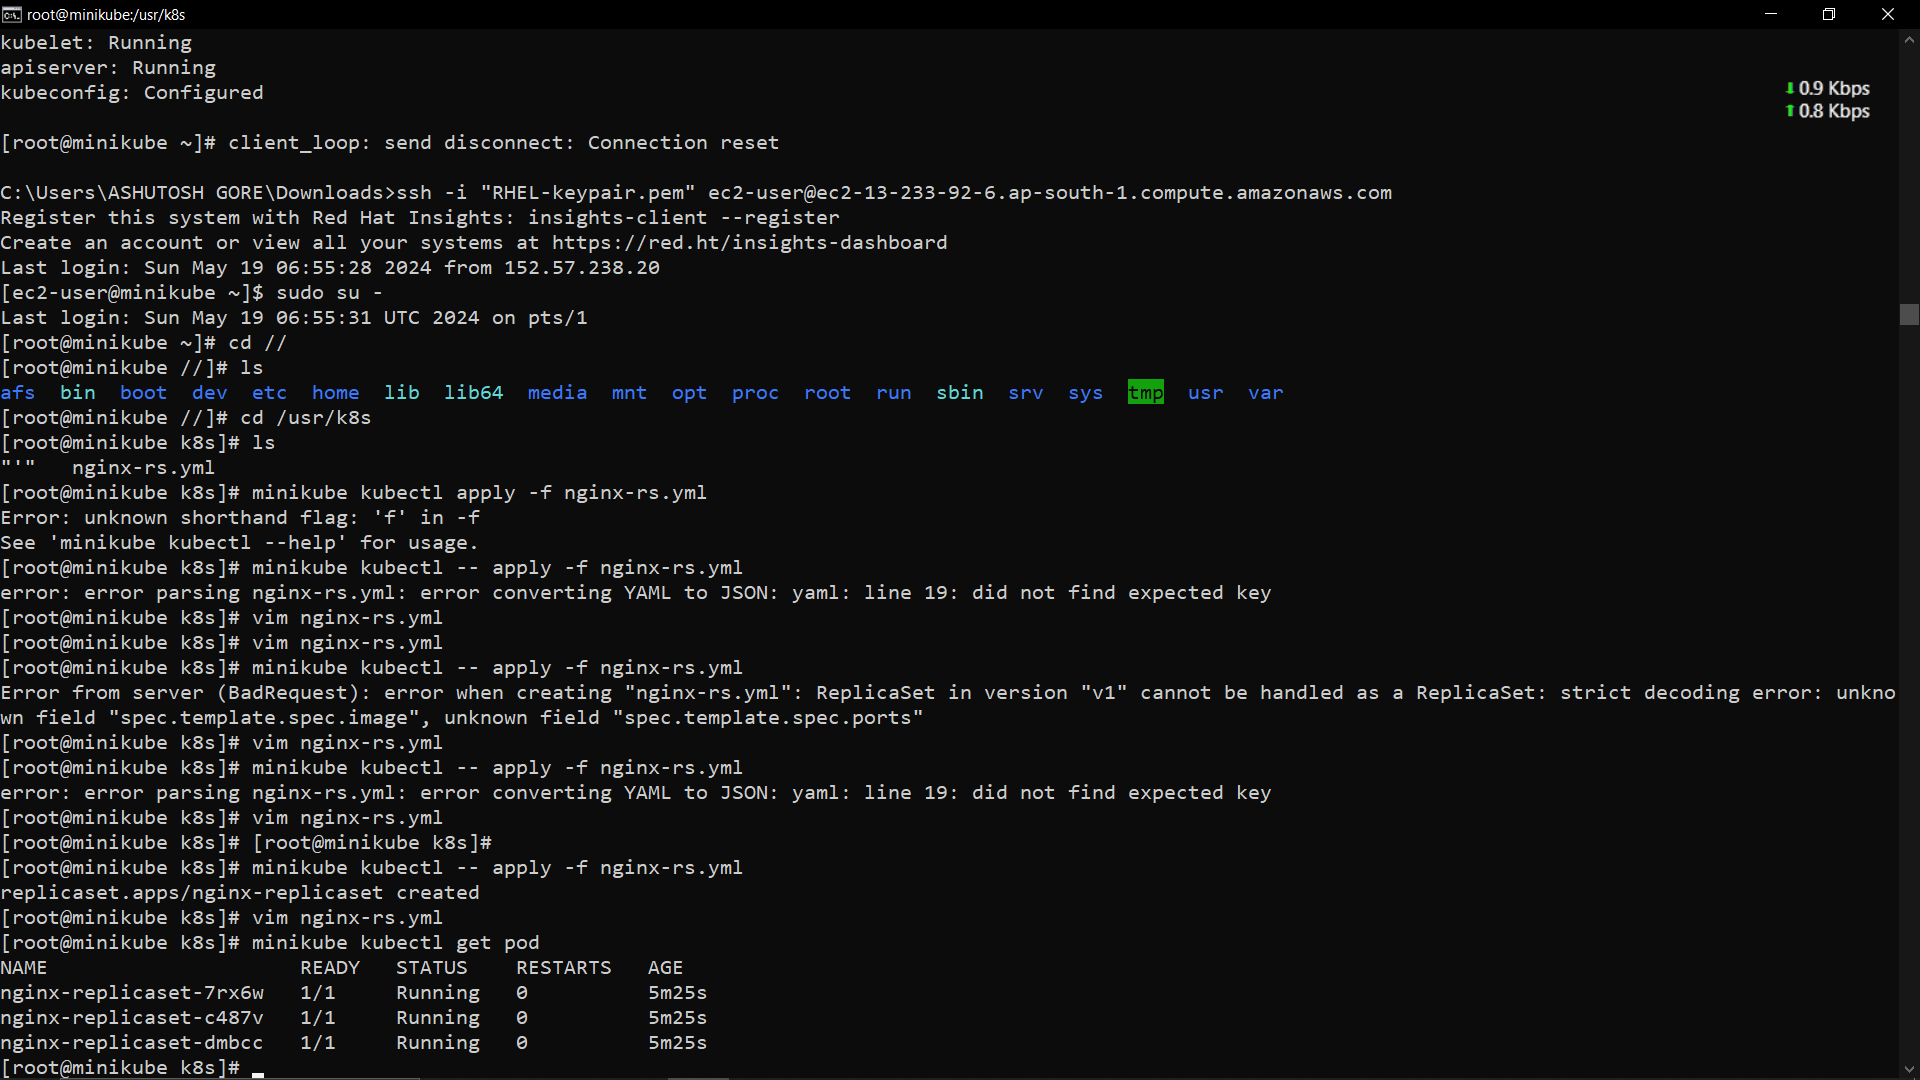 root@minikube:/usr/k8s
kubelet: Running
apiserver: Running
kubeconfig: Configured
0.9 Kbps
0.8 Kbps
[root@minikube ~]# client_loop: send disconnect: Connection reset
C:\Users\ASHUTOSH GORE\Downloads>ssh -i "RHEL-keypair.pem" ec2-user@ec2-13-233-92-6.ap-south-1.compute.amazonaws.com
Register this system with Red Hat Insights: insights-client --register
Create an account or view all your systems at https://red.ht/insights-dashboard
Last login: Sun May 19 06:55:28 2024 from 152.57.238.20
[ec2-user@minikube ~]$ sudo su -
Last login: Sun May 19 06:55:31 UTC 2024 on pts/1
[root@minikube ~]# cd //
[root@minikube //]# ls
afs  bin  boot  dev  etc  home  lib  lib64  media  mnt  opt  proc  root  run  sbin  srv  sys  tmp  usr  var
[root@minikube //]# cd /usr/k8s
[root@minikube k8s]# ls
"'"   nginx-rs.yml
[root@minikube k8s]# minikube kubectl apply -f nginx-rs.yml
Error: unknown shorthand flag: 'f' in -f
See 'minikube kubectl --help' for usage.
[root@minikube k8s]# minikube kubectl -- apply -f nginx-rs.yml
error: error parsing nginx-rs.yml: error converting YAML to JSON: yaml: line 19: did not find expected key
[root@minikube k8s]# vim nginx-rs.yml
[root@minikube k8s]# vim nginx-rs.yml
[root@minikube k8s]# minikube kubectl -- apply -f nginx-rs.yml
Error from server (BadRequest): error when creating "nginx-rs.yml": ReplicaSet in version "v1" cannot be handled as a ReplicaSet: strict decoding error: unkno
wn field "spec.template.spec.image", unknown field "spec.template.spec.ports"
[root@minikube k8s]# vim nginx-rs.yml
[root@minikube k8s]# minikube kubectl -- apply -f nginx-rs.yml
error: error parsing nginx-rs.yml: error converting YAML to JSON: yaml: line 19: did not find expected key
[root@minikube k8s]# vim nginx-rs.yml
[root@minikube k8s]# [root@minikube k8s]#
[root@minikube k8s]# minikube kubectl -- apply -f nginx-rs.yml
replicaset.apps/nginx-replicaset created
[root@minikube k8s]# vim nginx-rs.yml
[root@minikube k8s]# minikube kubectl get pod
NAME                     READY   STATUS    RESTARTS   AGE
nginx-replicaset-7rx6w   1/1     Running   0          5m25s
nginx-replicaset-c487v   1/1     Running   0          5m25s
nginx-replicaset-dmbcc   1/1     Running   0          5m25s
[root@minikube k8s]#